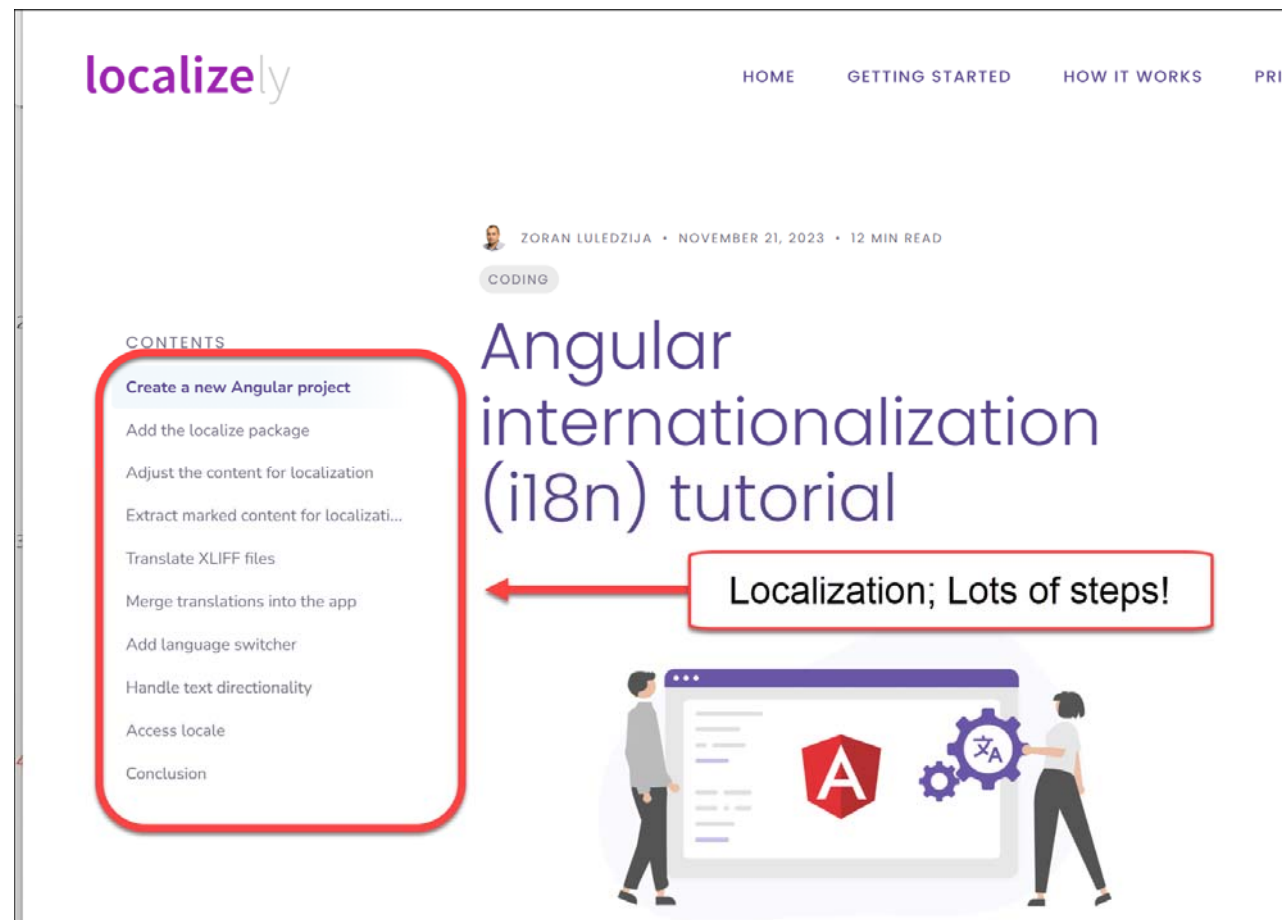 localizely
HOME GETTING STARTED HOW IT WORKS PRI
ZORAN LULEDZIJA • NOVEMBER 21, 2023 • 12 MIN READ
CODING
CONTENTS
Create a new Angular project
Add the localize package
Adjust the content for localization
Extract marked content for localizati...
Translate XLIFF files
Merge translations into the app
Add language switcher
Handle text directionality
Access locale
Conclusion
Angular
internationalization
(i18n) tutorial
Localization; Lots of steps!
A
文A